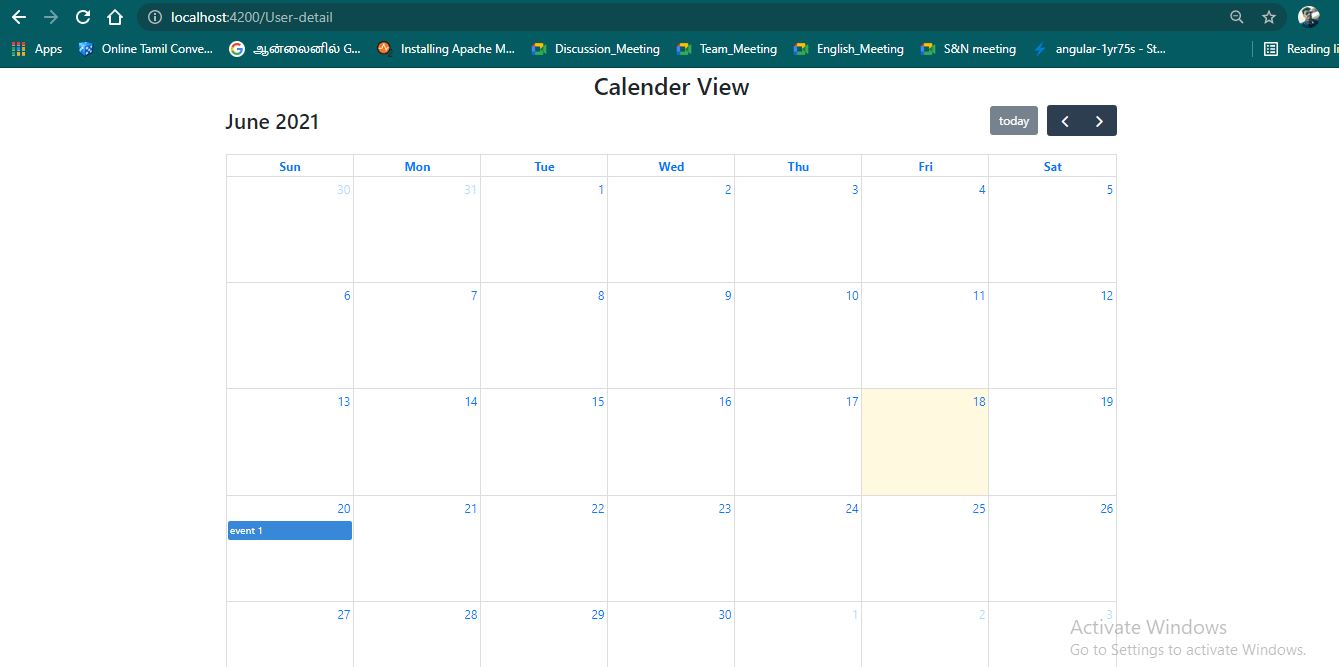 localhost:4200/User-detail
Apps Online Tamil Conve... ஆன்லைனில் G... Installing Apache M... Discussion_Meeting Team_Meeting English_Meeting S&N meeting angular-1yr75s - St... Reading li
Calender View
June 2021 today
Sun Mon Tue Wed Thu Fri Sat
30 31 1 2 3 4 5
6 7 8 9 10 11 12
13 14 15 16 17 18 19
20 21 22 23 24 25 26
event 1
27 28 29 30 1 2 3
Activate Windows
Go to Settings to activate Windows.